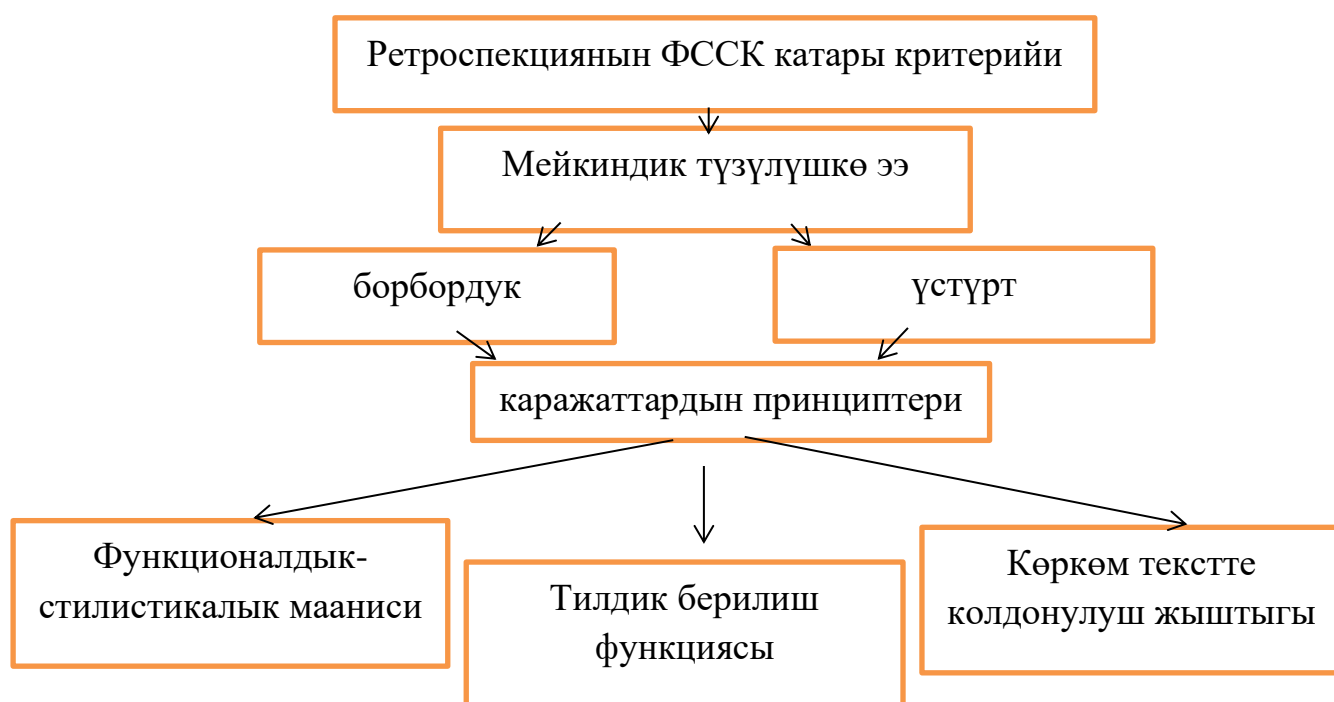 Ретроспекциянын ФССК катары критерийи
Мейкиндик түзүлүшкө ээ
борбордук
үстүрт
каражаттардын принциптери
Функционалдык-
стилистикалык мааниси
Тилдик берилиш
функциясы
Көркөм текстте
колдонулуш жыштыгы